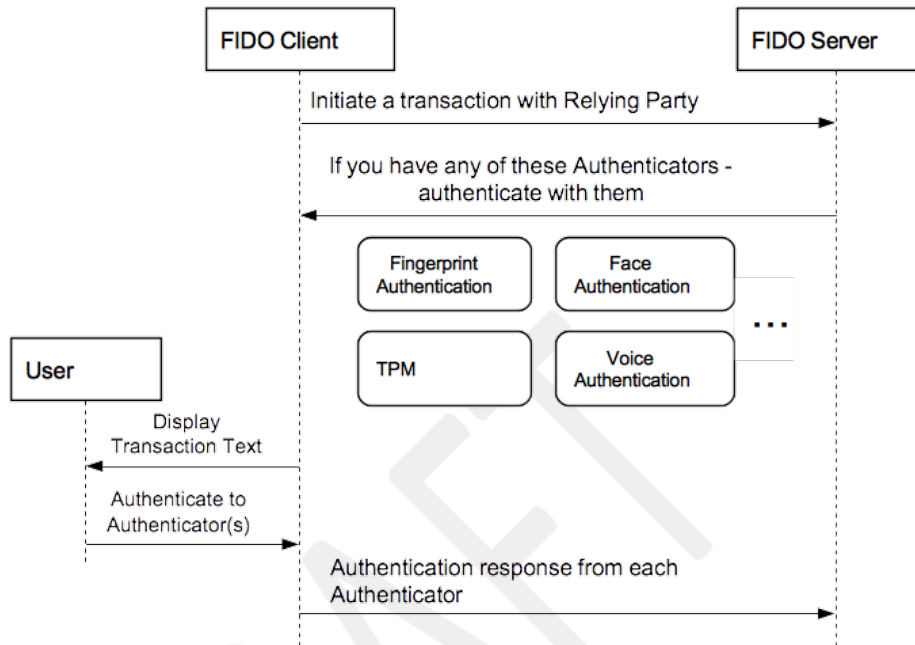 FIDO Client
FIDO Server
Initiate a transaction with Relying Party
If you have any of these Authenticators -
authenticate with them
Fingerprint
Authentication
Face
Authentication
...
TPM
Voice
Authentication
User
Display
Transaction Text
Authenticate to
Authenticator(s)
Authentication response from each
Authenticator